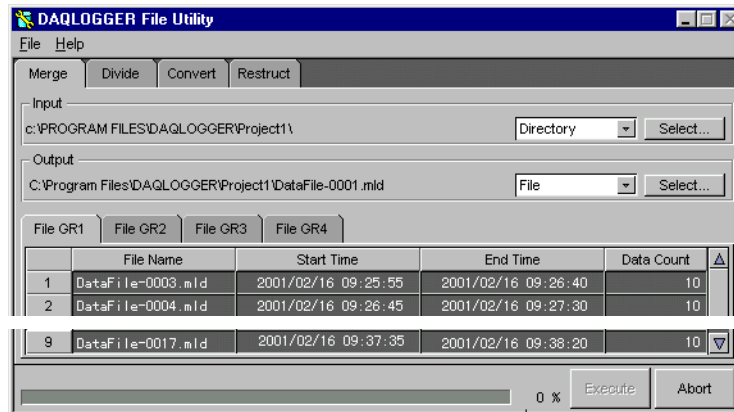 DAQLOGGER File Utility
File Help
Merge Divide Convert Restruct
Input
c:\PROGRAM FILES\DAQLOGGER\Project1\ Directory Select...
Output
C:\Program Files\DAQLOGGER\Project1\DataFile-0001.mld File Select...
File GR1 File GR2 File GR3 File GR4
File Name Start Time End Time Data Count
1 DataFile-0003.mld 2001/02/16 09:25:55 2001/02/16 09:26:40 10
2 DataFile-0004.mld 2001/02/16 09:26:45 2001/02/16 09:27:30 10
9 DataFile-0017.mld 2001/02/16 09:37:35 2001/02/16 09:38:20 10
0 % Execute Abort